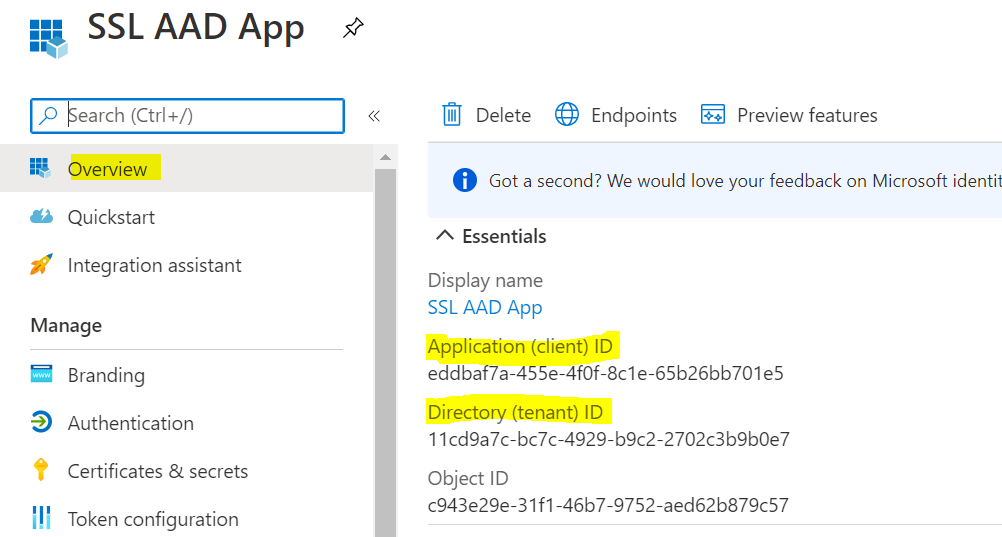 SSL AAD App
Search (Ctrl+/)
Overview
Quickstart
Integration assistant
Manage
Branding
Authentication
Certificates & secrets
Token configuration
Delete
Endpoints
Preview features
Got a second? We would love your feedback on Microsoft identit
Essentials
Display name
SSL AAD App
Application (client) ID
eddbaf7a-455e-4f0f-8c1e-65b26bb701e5
Directory (tenant) ID
11cd9a7c-bc7c-4929-b9c2-2702c3b9b0e7
Object ID
c943e29e-31f1-46b7-9752-aed62b879c57